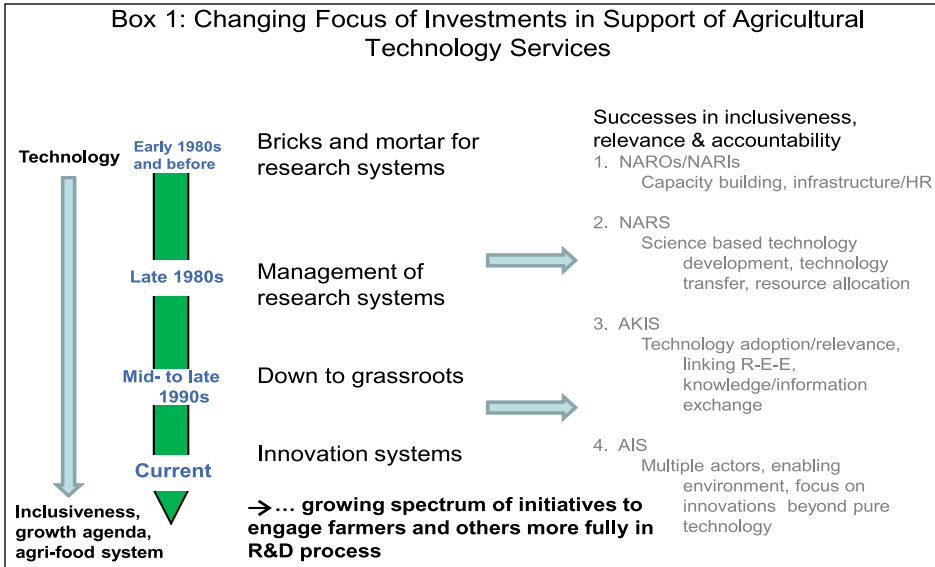 Box 1: Changing Focus of Investments in Support of Agricultural
Technology Services
Technology
Inclusiveness,
growth agenda,
agri-food system
Early 1980s
and before
Late 1980s
Mid- to late
1990s
Current
Bricks and mortar for
research systems
Management of
research systems
Down to grassroots
Innovation systems
→... growing spectrum of initiatives to
engage farmers and others more fully in
R&D process
Successes in inclusiveness,
relevance & accountability
1. NAROs/NARIs
Capacity building, infrastructure/HR
2. NARS
Science based technology
development, technology
transfer, resource allocation
3. AKIS
Technology adoption/relevance,
linking R-E-E,
knowledge/information
exchange
4. AIS
Multiple actors, enabling
environment, focus on
innovations beyond pure
technology